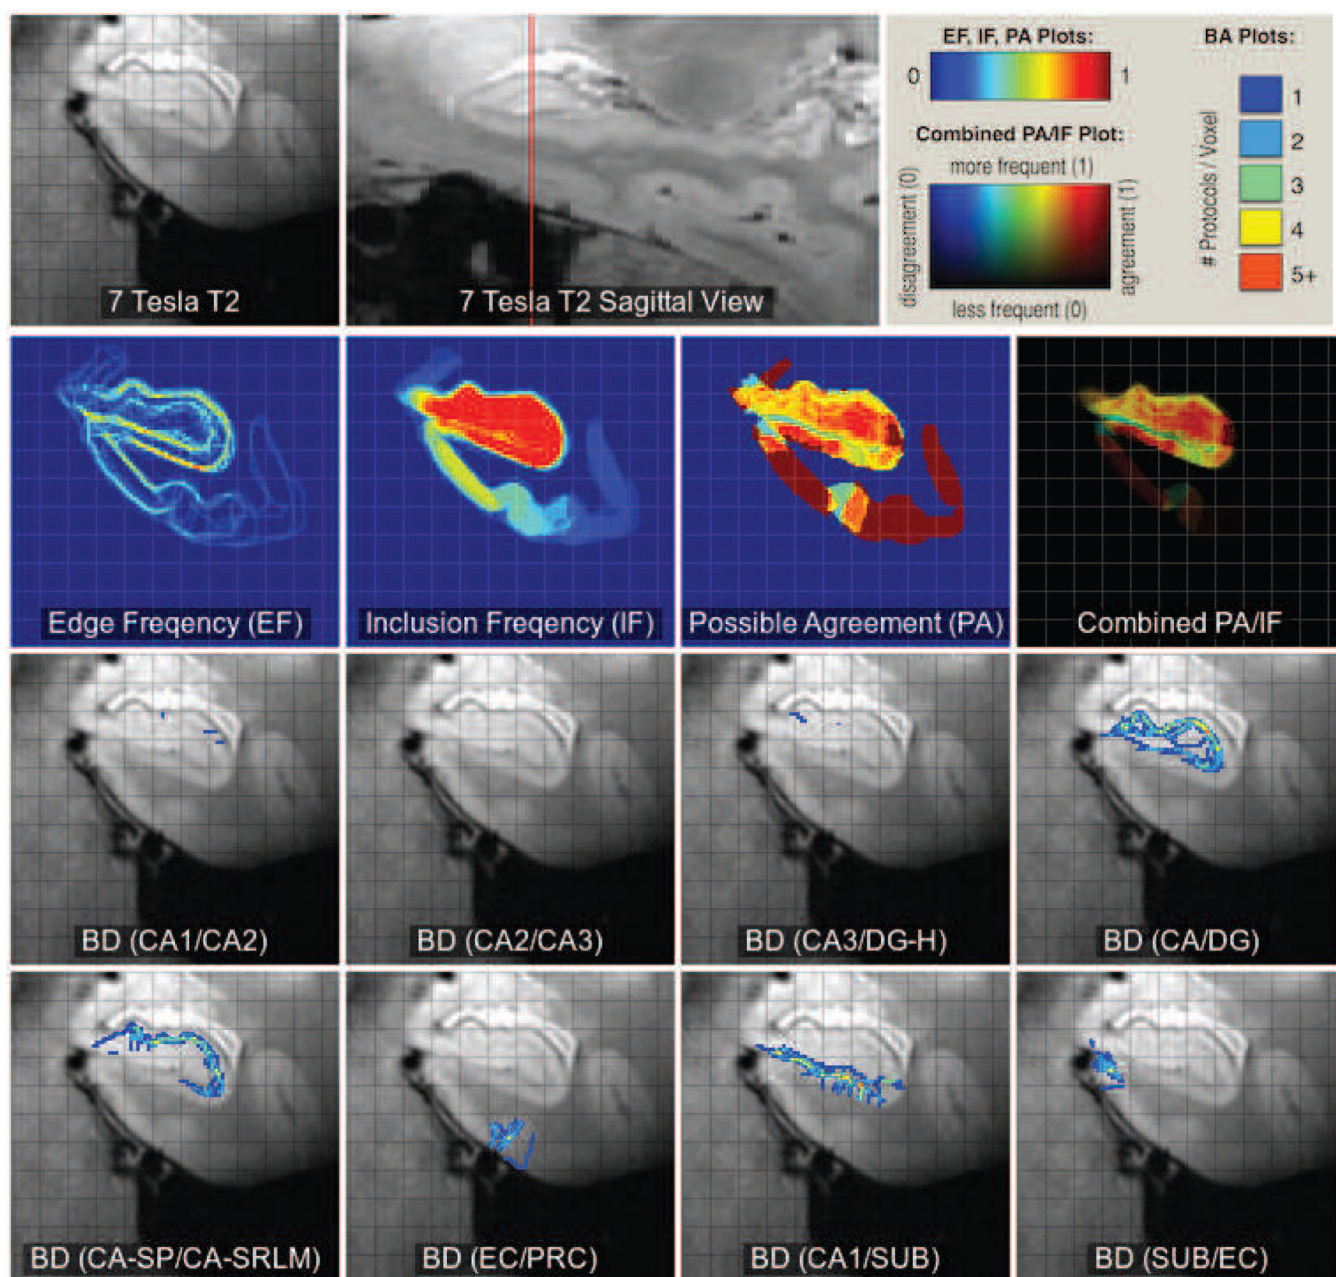 7 Tesla T2
7 Tesla T2 Sagittal View
EF, IF, PA Plots:
0
1
Combined PA/IF Plot:
more frequent (1)
disagreement (0)
agreement (1)
less frequent (0)
BA Plots:
# Protocols / Voxel
1
2
3
4
5+
Edge Freqency (EF)
Inclusion Freqency (IF)
Possible Agreement (PA)
Combined PA/IF
BD (CA1/CA2)
BD (CA2/CA3)
BD (CA3/DG-H)
BD (CA/DG)
BD (CA-SP/CA-SRLM)
BD (EC/PRC)
BD (CA1/SUB)
BD (SUB/EC)